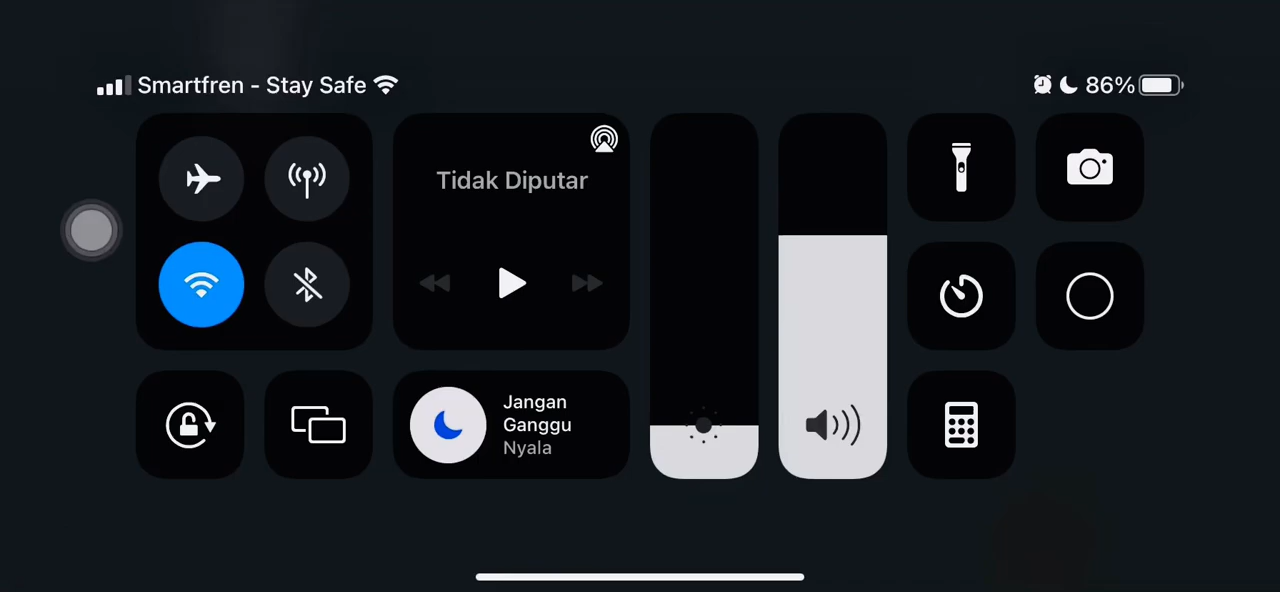 Smartfren - Stay Safe
86%
Tidak Diputar
Jangan
Ganggu
Nyala